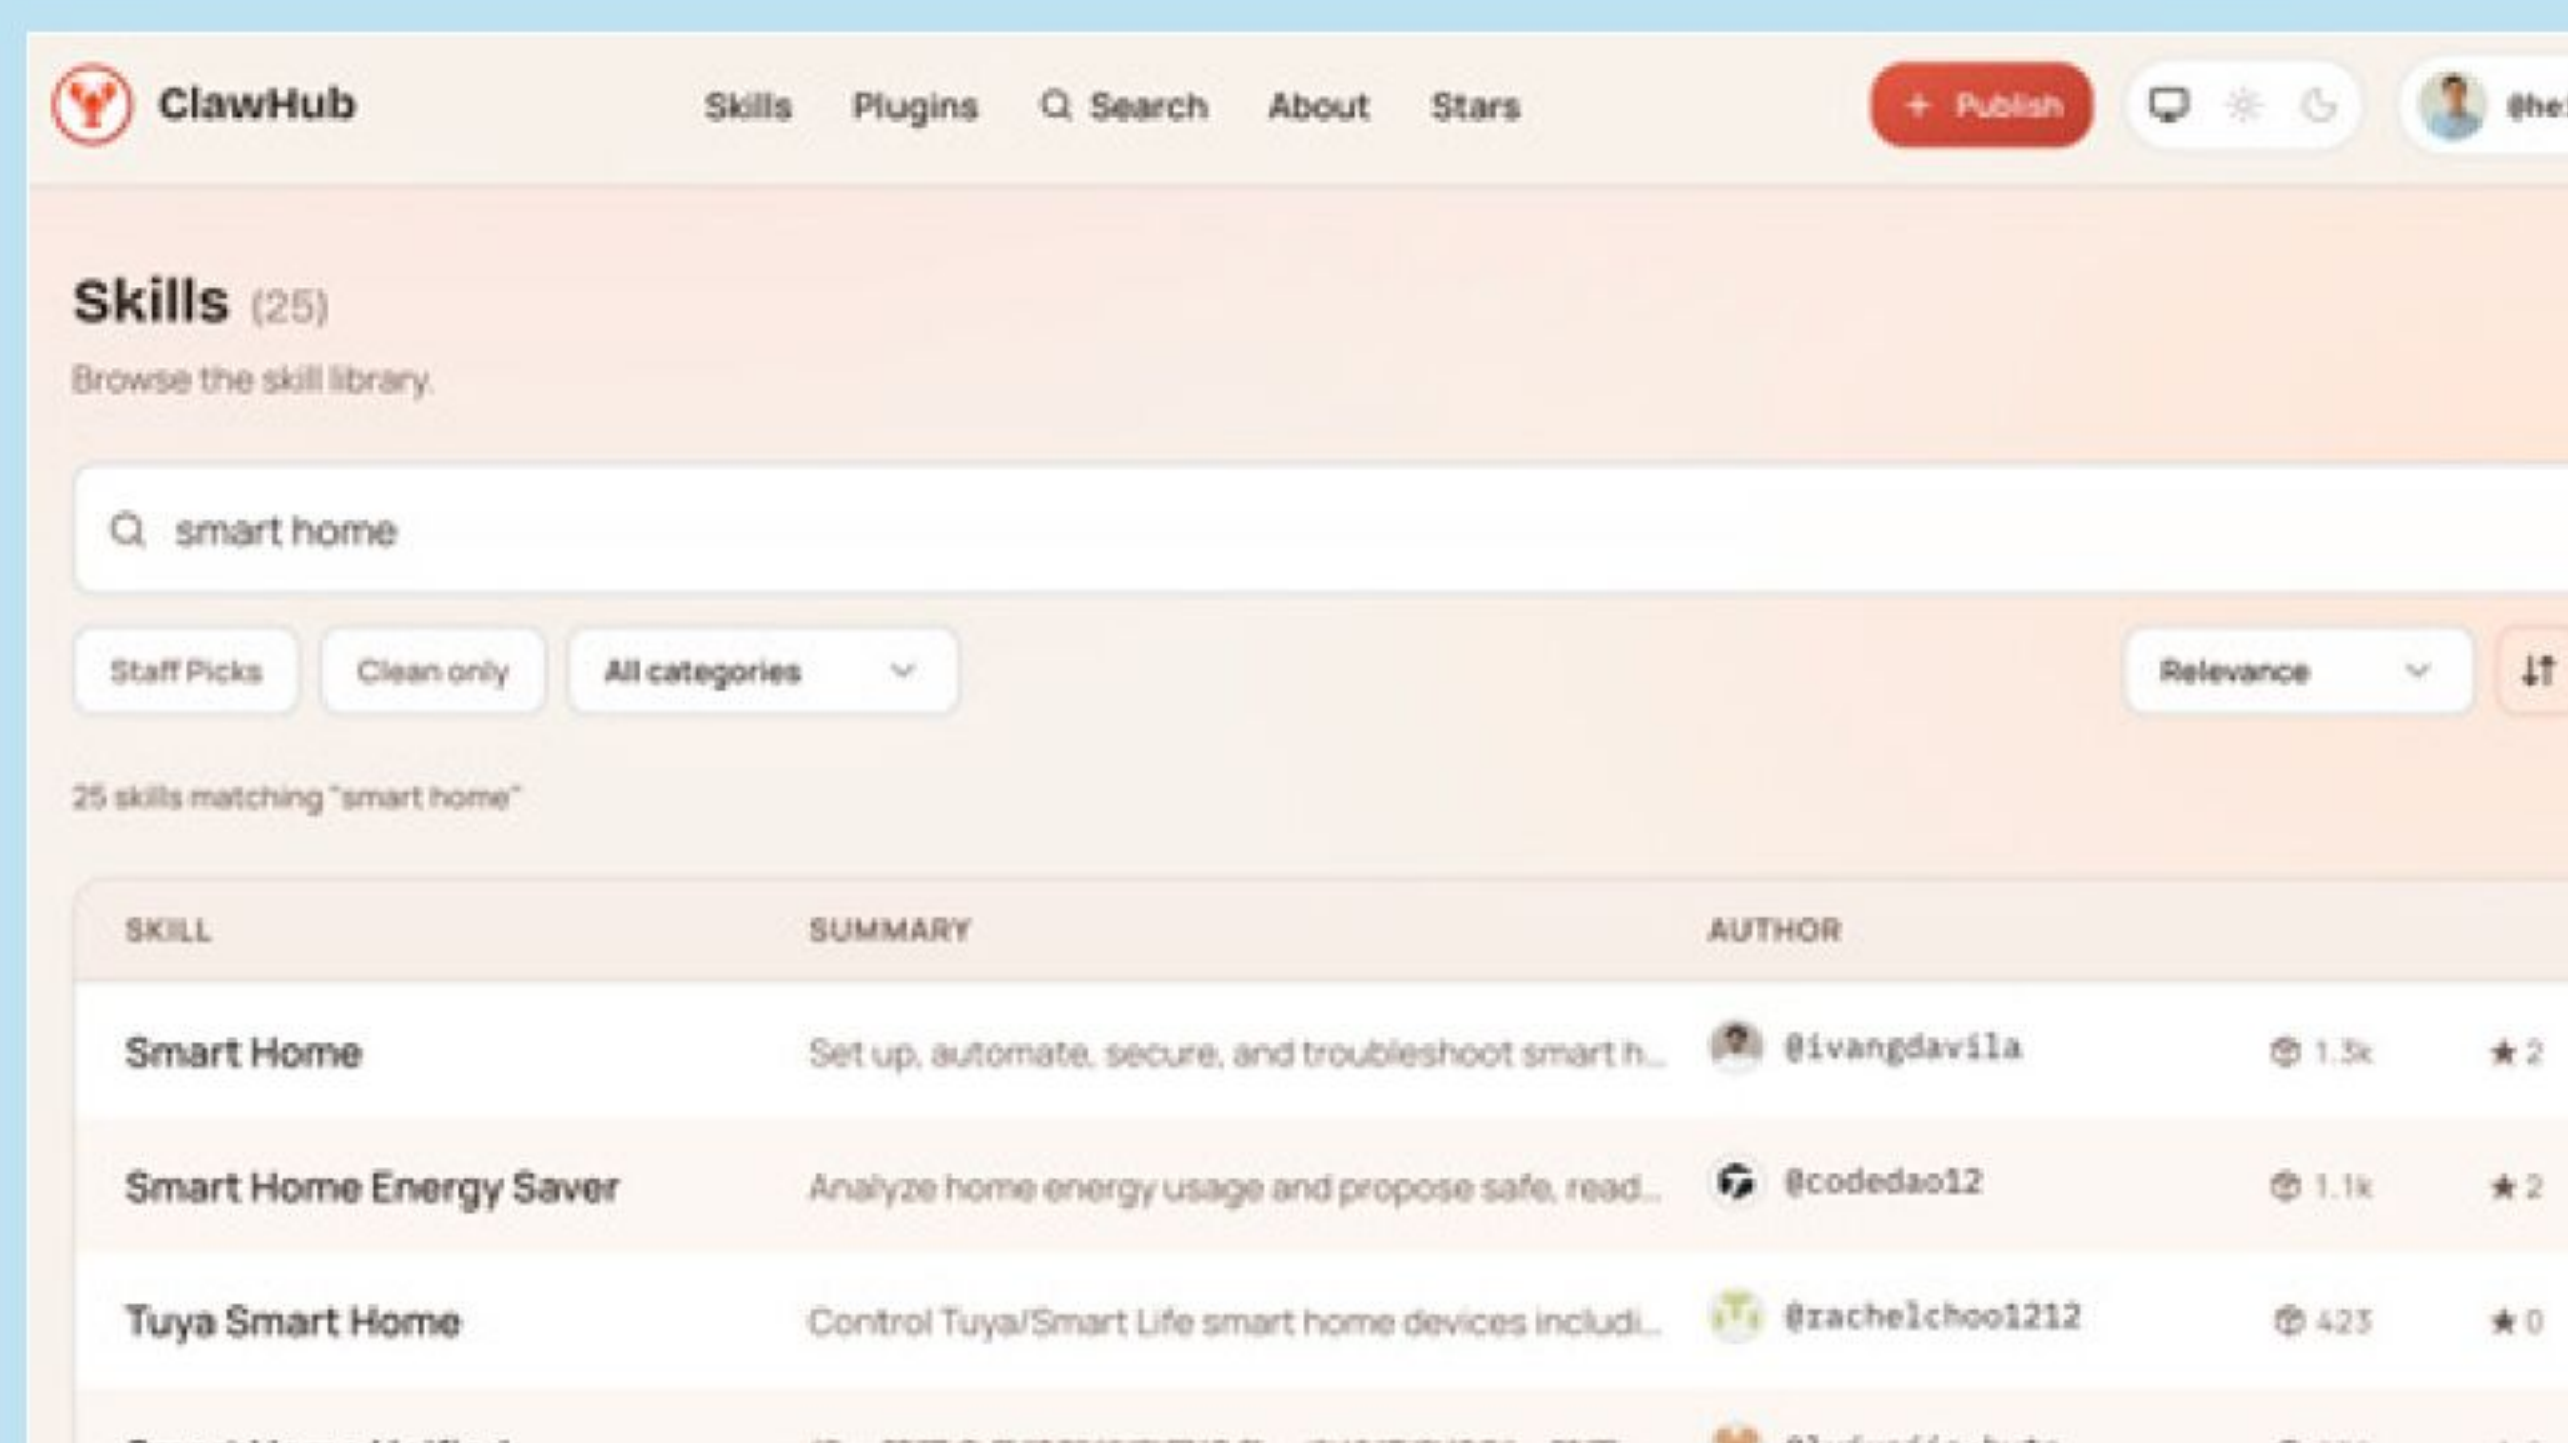 ClawHub
Skills Plugins Search About Stars
+ Publish
Skills (25)
Browse the skill library.
smart home
Staff Picks Clean only All categories Relevance
25 skills matching "smart home"
SKILL SUMMARY AUTHOR
Smart Home Set up, automate, secure, and troubleshoot smart h... @ivangdavila 1.3k ★ 2
Smart Home Energy Saver Analyze home energy usage and propose safe, read... @codedao12 1.1k ★ 2
Tuya Smart Home Control Tuya/Smart Life smart home devices includi... @rachelchoo1212 423 ★ 0